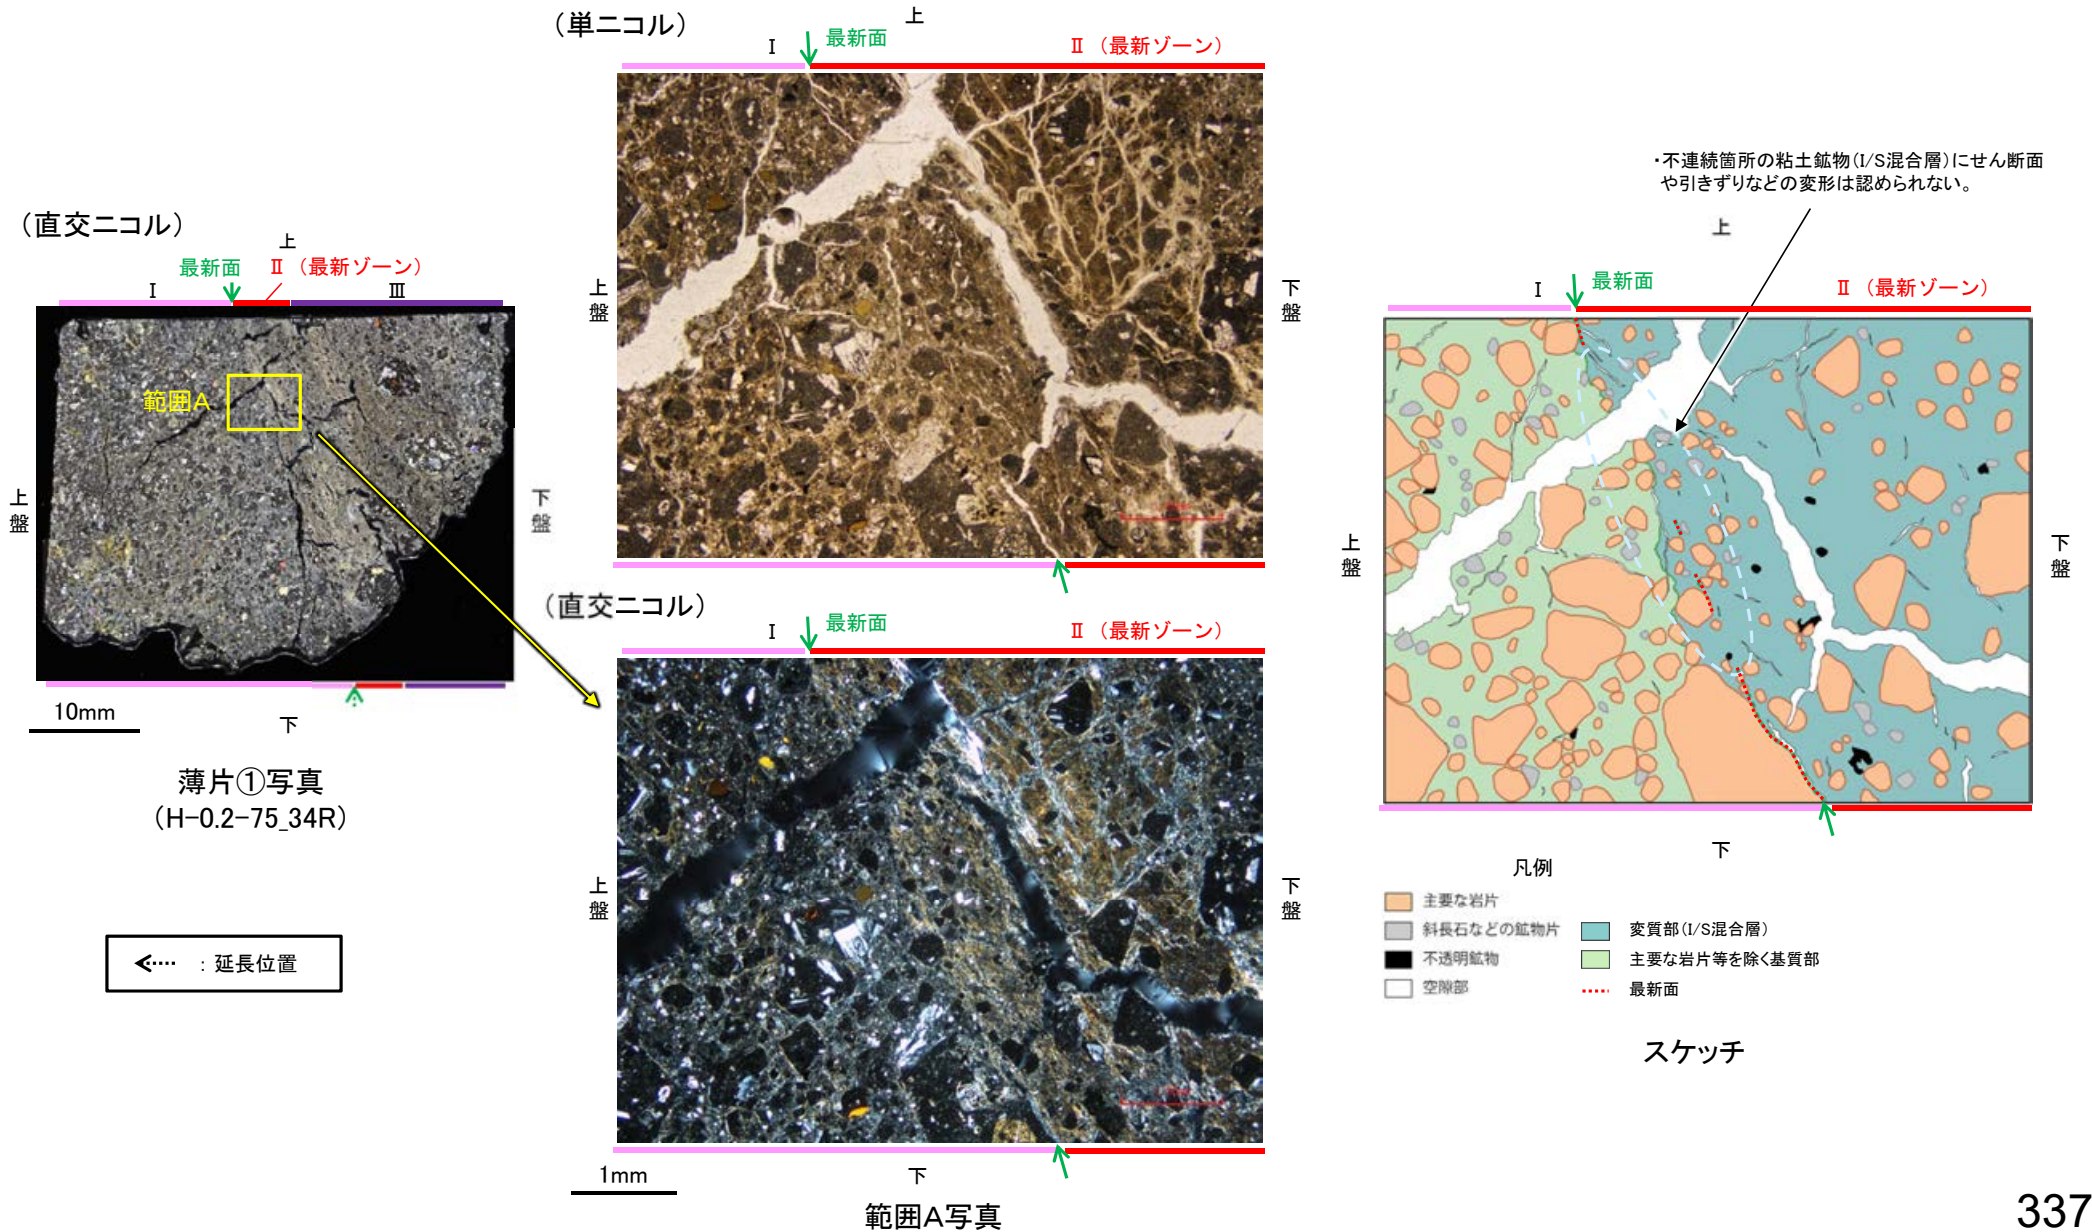 (直交ニコル)
上
最新面
Ⅱ (最新ゾーン)
Ⅰ
Ⅲ
範囲A
上盤
下盤
10mm
下
薄片①写真
(H-0.2-75_34R)
:延長位置
(単ニコル)
上
Ⅰ
最新面
Ⅱ (最新ゾーン)
上盤
下盤
(直交ニコル)
Ⅰ
最新面
Ⅱ (最新ゾーン)
上盤
下盤
1mm
下
範囲A写真
・不連続箇所の粘土鉱物(I/S混合層)にせん断面
や引きずりなどの変形は認められない。
上
Ⅰ
最新面
Ⅱ (最新ゾーン)
上盤
下盤
下
凡例
主要な岩片
斜長石などの鉱物片
不透明鉱物
空隙部
変質部(I/S混合層)
主要な岩片等を除く基質部
最新面
スケッチ
337